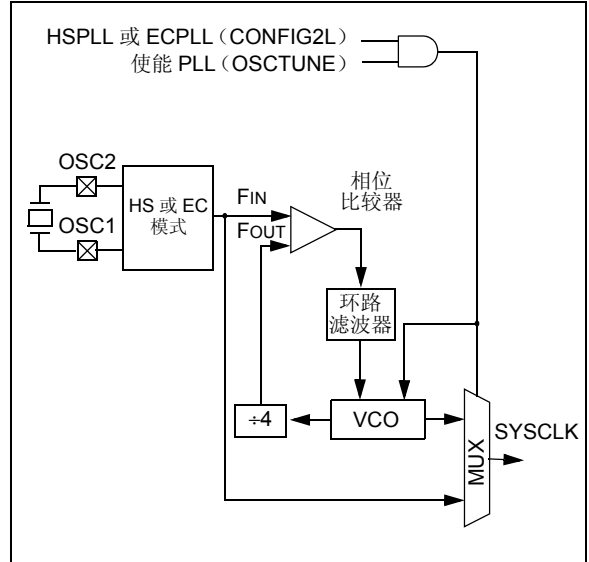 HSPLL 或 ECPLL（CONFIG2L）
使能 PLL（OSCTUNE）
OSC2
OSC1
HS 或 EC
模式
FIN
FOUT
相位
比较器
环路
滤波器
÷4
VCO
MUX
SYSCLK